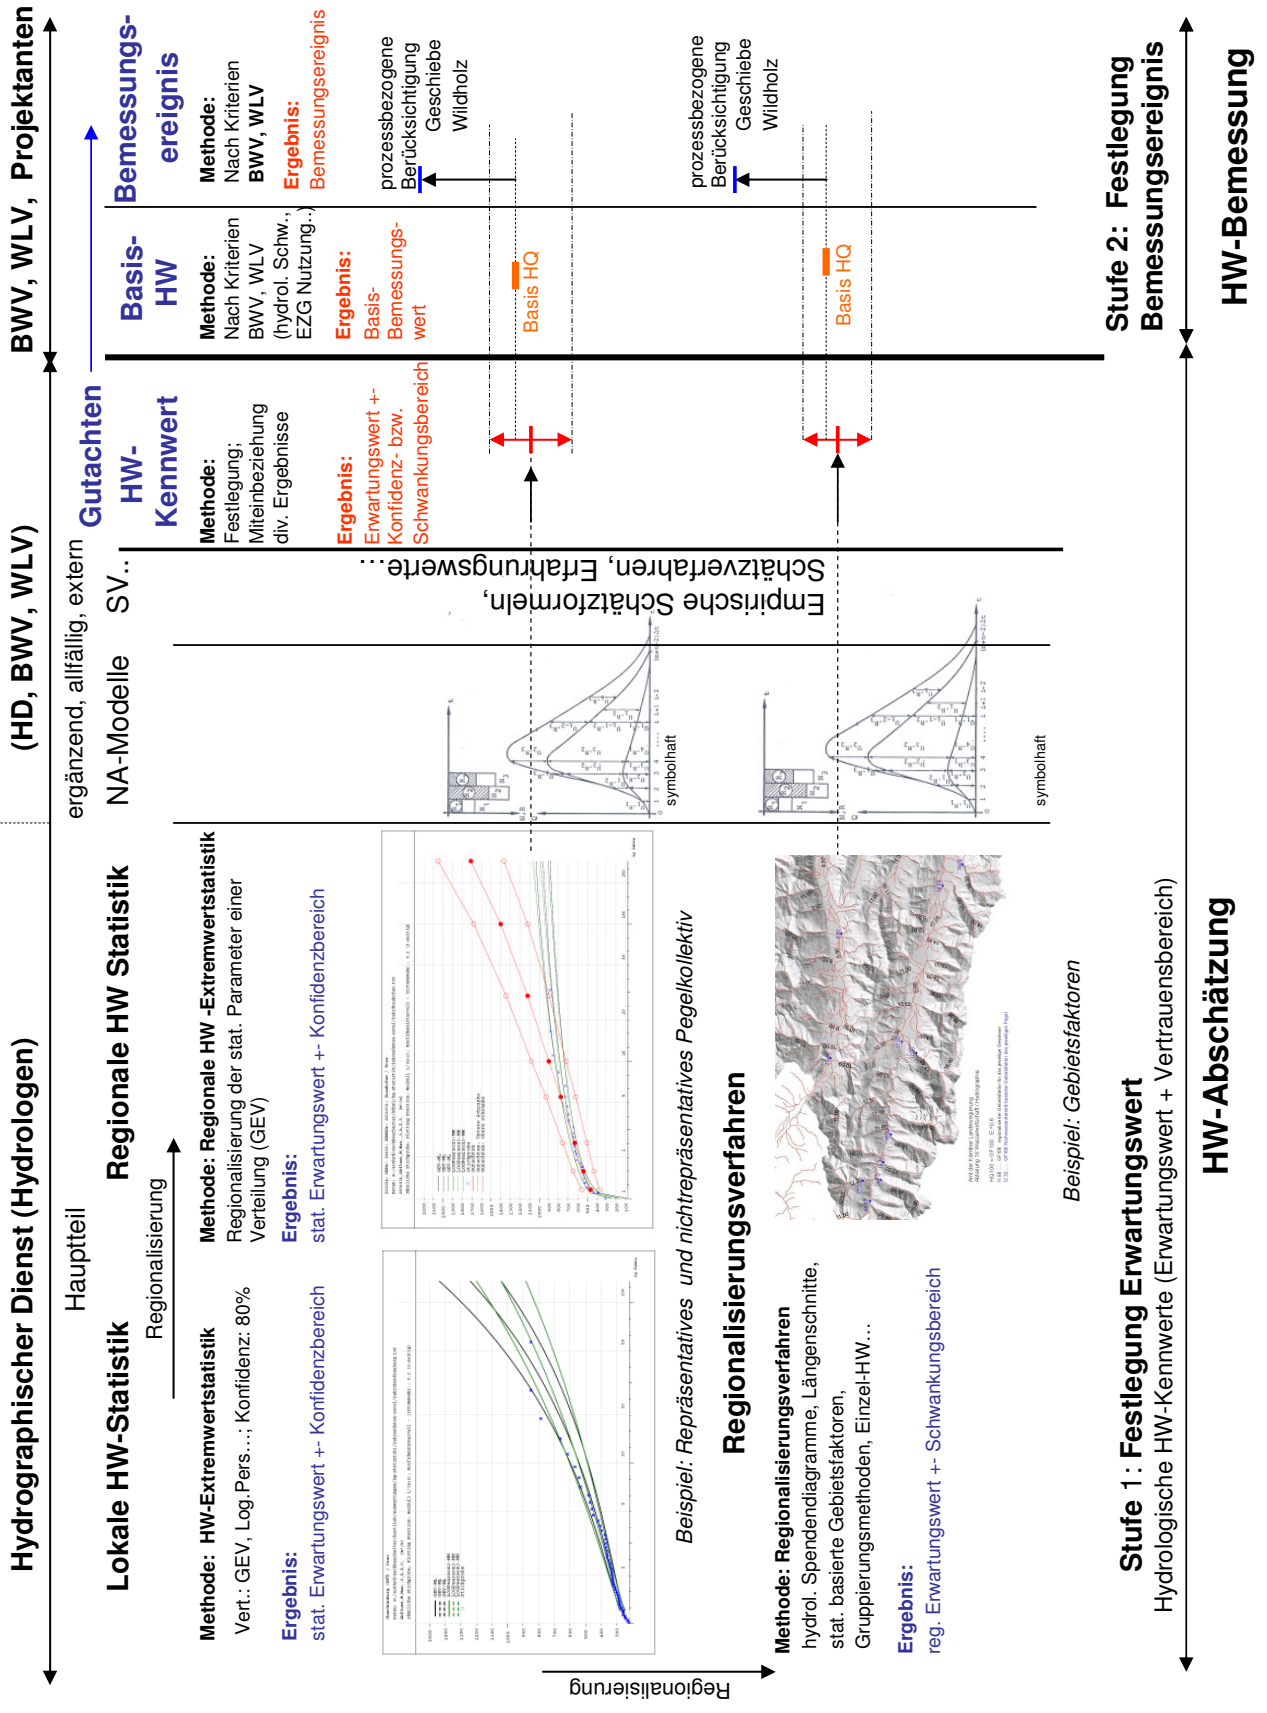 Hydrographischer Dienst (Hydrologen)
(HD, BWV, WLV)
BWV, WLV, Projektanten
Hauptteil
ergänzend, allfällig, extern
Gutachten
Lokale HW-Statistik
Regionale HW Statistik
NA-Modelle
SV..
HW-
Kennwert
Basis-
HW
Bemessungs-
ereignis
Regionalisierung
Methode: HW-Extremwertstatistik
Vert.: GEV, Log.Pers…; Konfidenz: 80%
Ergebnis:
stat. Erwartungswert +- Konfidenzbereich
Methode: Regionale HW -Extremwertstatistik
Regionalisierung der stat. Parameter einer
Verteilung (GEV)
Ergebnis:
stat. Erwartungswert +- Konfidenzbereich
Methode:
Festlegung;
Miteinbeziehung
div. Ergebnisse
Ergebnis:
Erwartungswert +-
Konfidenz- bzw.
Schwankungsbereich
Methode:
Nach Kriterien
BWV, WLV
(hydrol. Schw.,
EZG Nutzung..)
Ergebnis:
Basis-
Bemessungs-
wert
Methode:
Nach Kriterien
BWV, WLV
Ergebnis:
Bemessungsereignis
Empirische Schätzformeln,
Schätzverfahren, Erfahrungswerte…
prozessbezogene
Berücksichtigung
Geschiebe
Wildholz
Basis HQ
symbolhaft
Beispiel: Repräsentatives und nichtrepräsentatives Pegelkollektiv
Regionalisierung
Regionalisierungsverfahren
Methode: Regionalisierungsverfahren
hydrol. Spendendiagramme, Längenschnitte,
stat. basierte Gebietsfaktoren,
Gruppierungsmethoden, Einzel-HW…
Ergebnis:
reg. Erwartungswert +- Schwankungsbereich
prozessbezogene
Berücksichtigung
Geschiebe
Wildholz
Basis HQ
symbolhaft
Beispiel: Gebietsfaktoren
Stufe 1: Festlegung Erwartungswert
Hydrologische HW-Kennwerte (Erwartungswert + Vertrauensbereich)
Stufe 2: Festlegung
Bemessungsereignis
HW-Abschätzung
HW-Bemessung